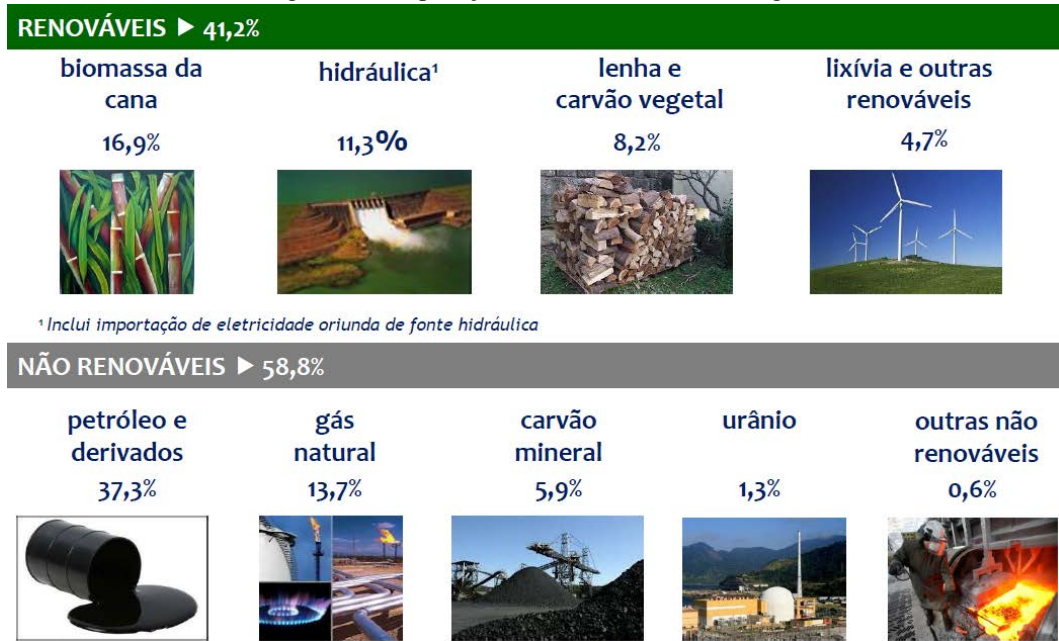 RENOVÁVEIS ▶ 41,2%
biomassa da
cana
16,9%
hidráulica¹
11,3%
lenha e
carvão vegetal
8,2%
lixívia e outras
renováveis
4,7%
¹ Inclui importação de eletricidade oriunda de fonte hidráulica
NÃO RENOVÁVEIS ▶ 58,8%
petróleo e
derivados
37,3%
gás
natural
13,7%
carvão
mineral
5,9%
urânio
1,3%
outras não
renováveis
0,6%